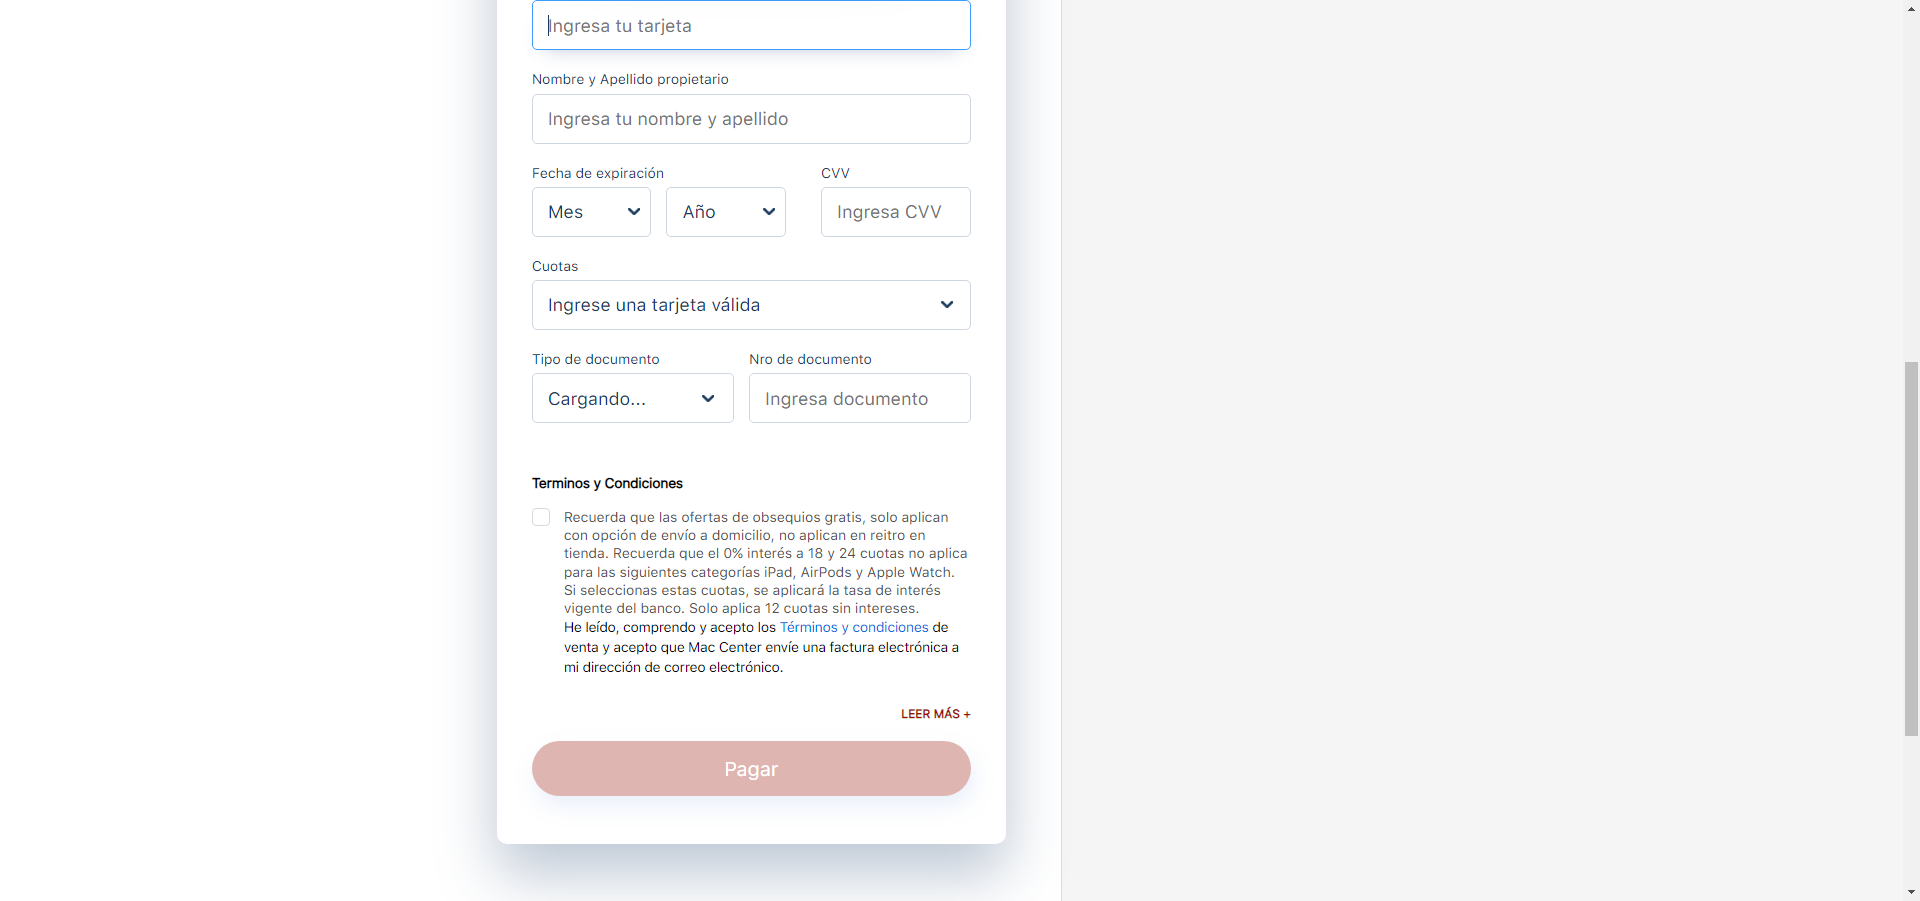 Ingresa tu tarjeta
Nombre y Apellido propietario
Ingresa tu nombre y apellido
Fecha de expiración
CVV
Mes
Año
Ingresa CVV
Cuotas
Ingrese una tarjeta válida
Tipo de documento
Nro de documento
Cargando...
Ingresa documento
Terminos y Condiciones
Recuerda que las ofertas de obsequios gratis, solo aplican
con opción de envío a domicilio, no aplican en reitro en
tienda. Recuerda que el 0% interés a 18 y 24 cuotas no aplica
para las siguientes categorías iPad, AirPods y Apple Watch.
Si seleccionas estas cuotas, se aplicará la tasa de interés
vigente del banco. Solo aplica 12 cuotas sin intereses.
He leído, comprendo y acepto los Términos y condiciones de
venta y acepto que Mac Center envíe una factura electrónica a
mi dirección de correo electrónico.
LEER MÁS +
Pagar